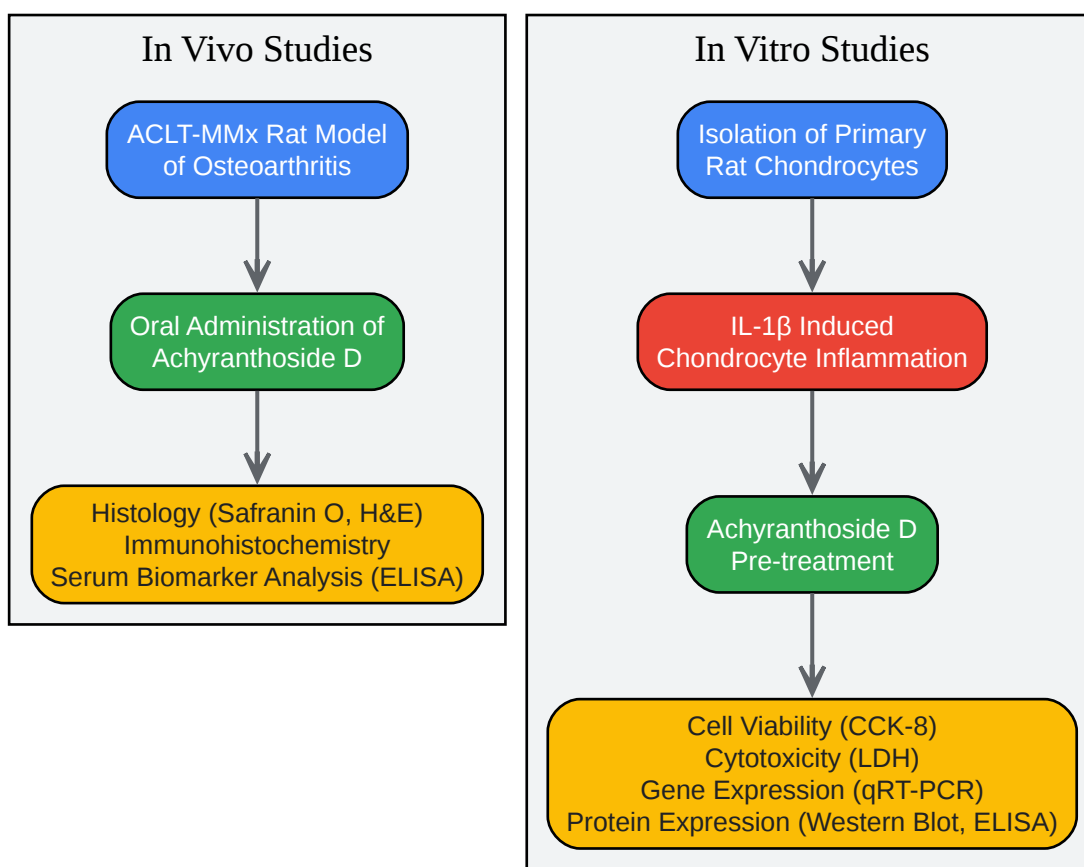 In Vivo Studies
ACLT-MMx Rat Model
of Osteoarthritis
Oral Administration of
Achyranthoside D
Histology (Safranin O, H&E)
Immunohistochemistry
Serum Biomarker Analysis (ELISA)
In Vitro Studies
Isolation of Primary
Rat Chondrocytes
IL-1β Induced
Chondrocyte Inflammation
Achyranthoside D
Pre-treatment
Cell Viability (CCK-8)
Cytotoxicity (LDH)
Gene Expression (qRT-PCR)
Protein Expression (Western Blot, ELISA)